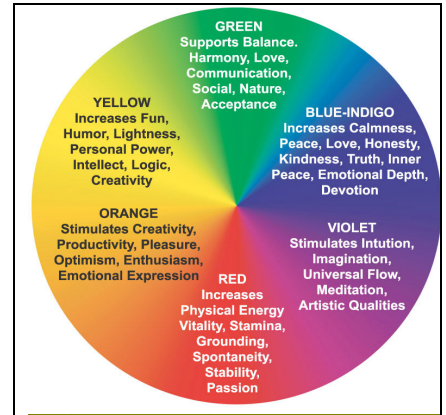 GREEN
Supports Balance.
Harmony, Love,
Communication,
Social, Nature,
Acceptance
BLUE-INDIGO
Increases Calmness,
Peace, Love, Honesty,
Kindness, Truth, Inner
Peace, Emotional Depth,
Devotion
VIOLET
Stimulates Intution,
Imagination,
Universal Flow,
Meditation,
Artistic Qualities
RED
Increases
Physical Energy
Vitality, Stamina,
Grounding,
Spontaneity,
Stability,
Passion
ORANGE
Stimulates Creativity,
Productivity, Pleasure,
Optimism, Enthusiasm,
Emotional Expression
YELLOW
Increases Fun,
Humor, Lightness,
Personal Power,
Intellect, Logic,
Creativity